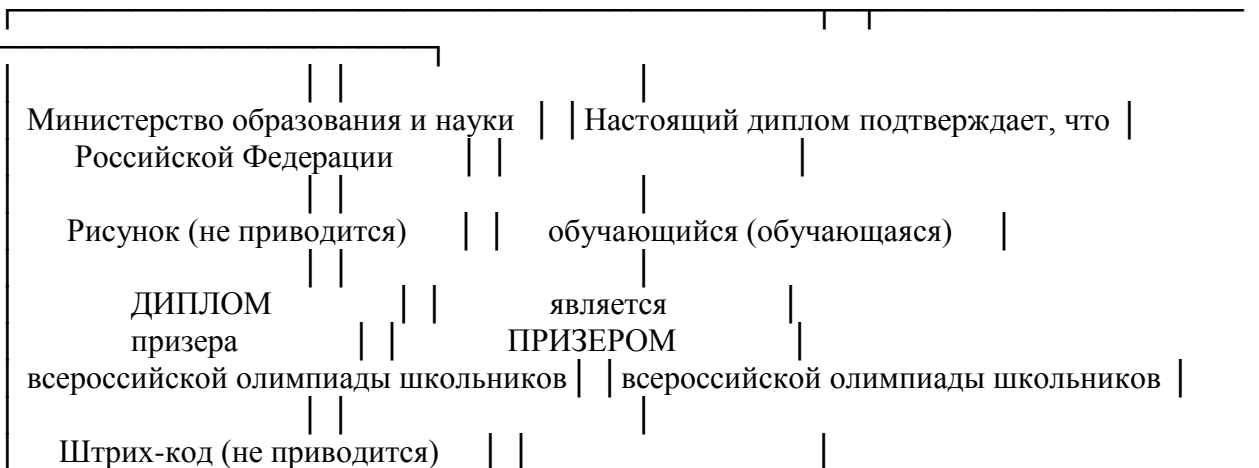 Министерство образования и науки Настоящий диплом подтверждает, что
Российской Федерации
Рисунок (не приводится) обучающийся (обучающаяся)
ДИПЛОМ является
призера ПРИЗЕРОМ
всероссийской олимпиады школьников всероссийской олимпиады школьников
Штрих-код (не приводится)